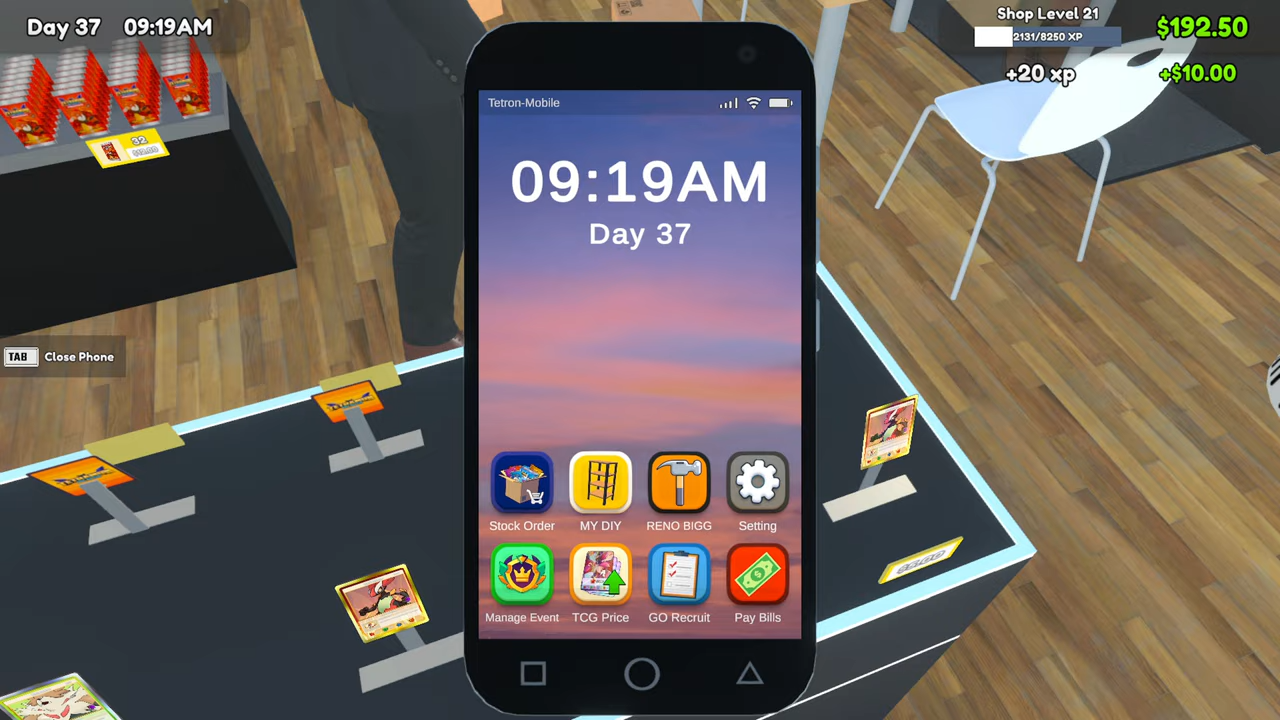 Day 37 09:19AM
Shop Level 21
2131/8250 XP
$192.50
+20 xp
+$10.00
32
TAB Close Phone
Tetron-Mobile
09:19AM
Day 37
Stock Order
MY DIY
RENO BIGG
Setting
Manage Event
TCG Price
GO Recruit
Pay Bills